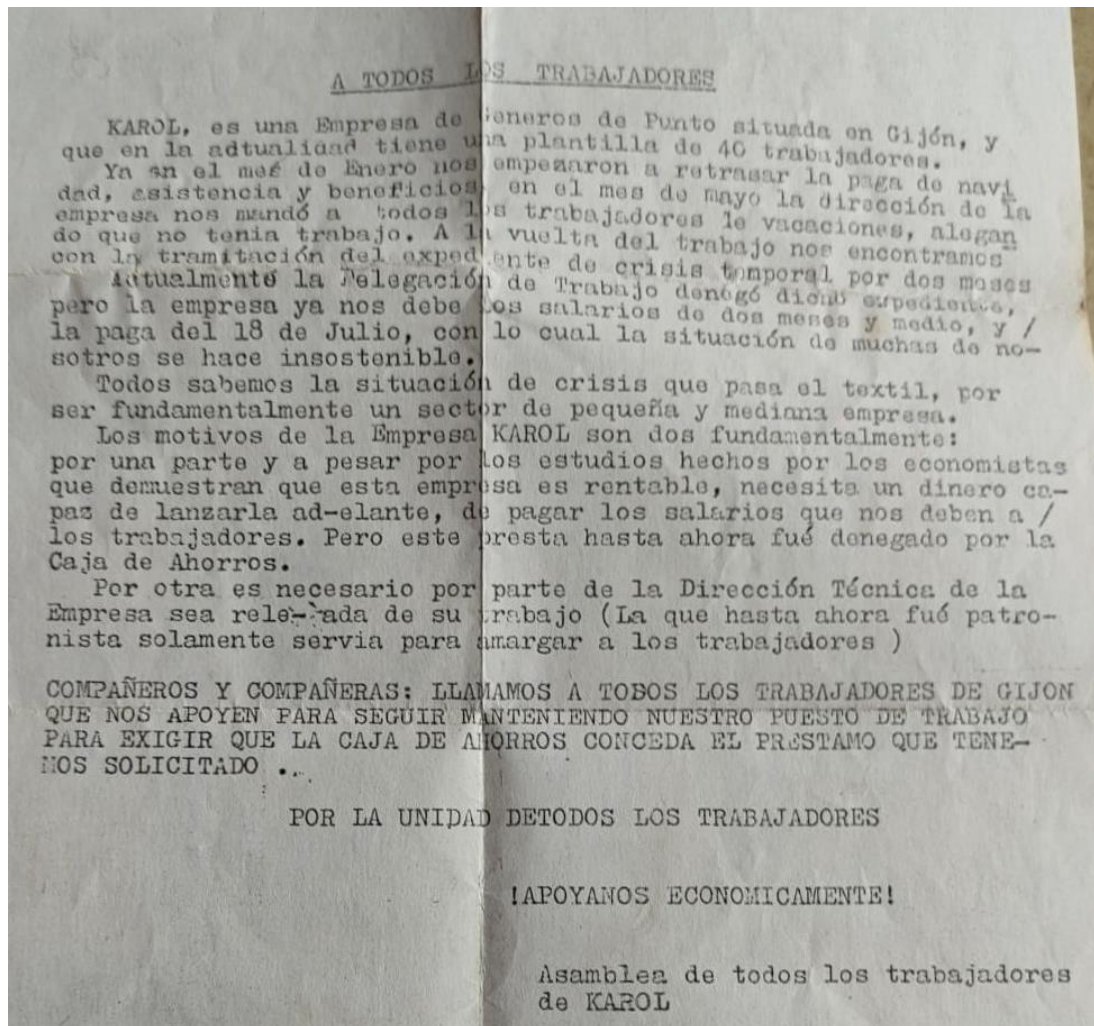 A TODOS LOS TRABAJADORES
KAROL, es una Empresa de Generos de Punto situada en Gijón, y
que en la adtualidad tiene una plantilla de 40 trabajadores.
Ya en el mes de Enero nos empezaron a retrasar la paga de navi
dad, asistencia y beneficios, en el mes de mayo la dirección de la
empresa nos mandó a todos los trabajadores de vacaciones, alegan
do que no tenia trabajo. A la vuelta del trabajo nos encontramos
con la tramitación del expediente de crisis temporal por dos meses
Actualmente la Delegación de Trabajo denogó dicho expediente,
pero la empresa ya nos debe los salarios de dos meses y medio, y /
la paga del 18 de Julio, con lo cual la situación de muchas de no-
sotros se hace insostenible.
Todos sabemos la situación de crisis que pasa el textil, por
ser fundamentalmente un sector de pequeña y mediana empresa.
Los motivos de la Empresa KAROL son dos fundamentalmente:
por una parte y a pesar por los estudios hechos por los economistas
que demuestran que esta empresa es rentable, necesita un dinero ca-
paz de lanzarla ad-elante, de pagar los salarios que nos deben a /
los trabajadores. Pero este presta hasta ahora fué denegado por la
Caja de Ahorros.
Por otra es necesario por parte de la Dirección Técnica de la
Empresa sea de su trabajo (La que hasta ahora fué patro-
nista solamente servia para amargar a los trabajadores )
COMPAÑEROS Y COMPAÑERAS: LLAMAMOS A TOBOS LOS TRABAJADORES DE GIJON
QUE NOS APOYEN PARA SEGUIR MANTENIENDO NUESTRO PUESTO DE TRABAJO
PARA EXIGIR QUE LA CAJA DE AHORROS CONCEDA EL PRESTAMO QUE TENE-
MOS SOLICITADO ..
POR LA UNIDAD DETODOS LOS TRABAJADORES
!APOYANOS ECONOMICAMENTE!
Asamblea de todos los trabajadores
de KAROL